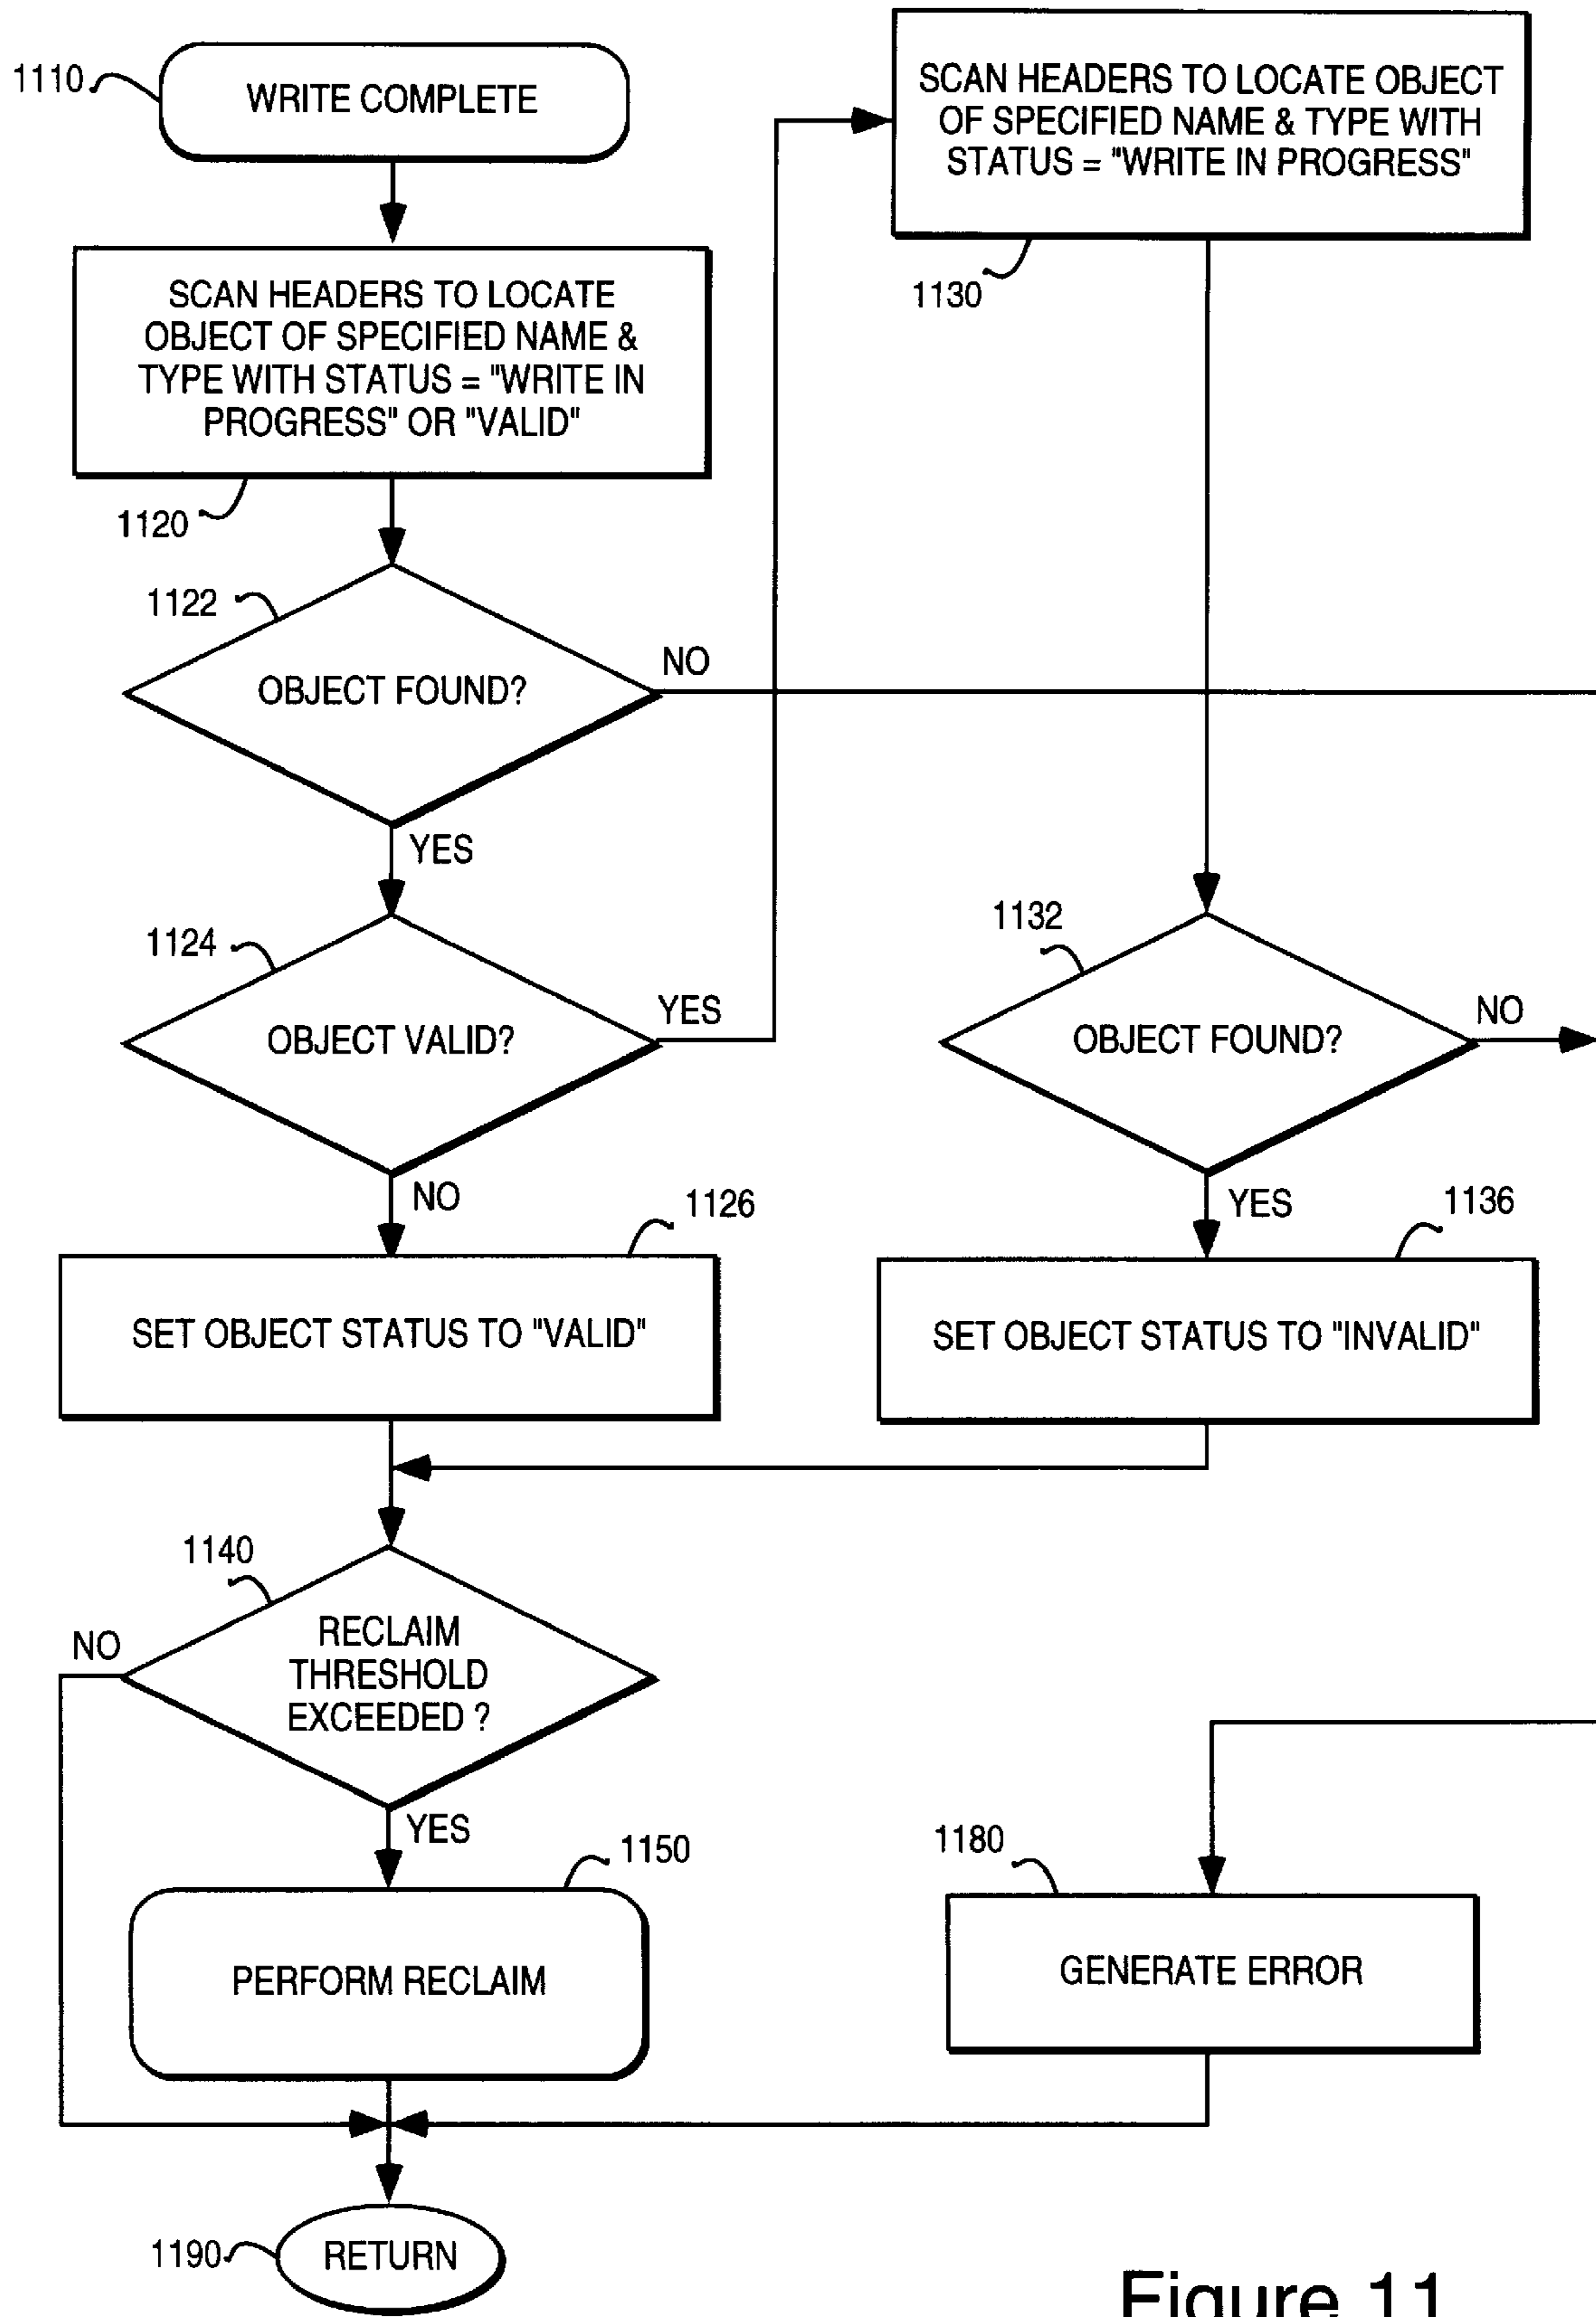 1110
WRITE COMPLETE
SCAN HEADERS TO LOCATE
OBJECT OF SPECIFIED NAME &
TYPE WITH STATUS = "WRITE IN
PROGRESS" OR "VALID"
1120
1122
OBJECT FOUND?
NO
YES
1124
OBJECT VALID?
YES
NO
1126
SET OBJECT STATUS TO "VALID"
SCAN HEADERS TO LOCATE OBJECT
OF SPECIFIED NAME & TYPE WITH
STATUS = "WRITE IN PROGRESS"
1130
1132
OBJECT FOUND?
NO
YES
1136
SET OBJECT STATUS TO "INVALID"
1140
RECLAIM
THRESHOLD
EXCEEDED ?
NO
YES
1150
PERFORM RECLAIM
1180
GENERATE ERROR
1190
RETURN
Figure 11